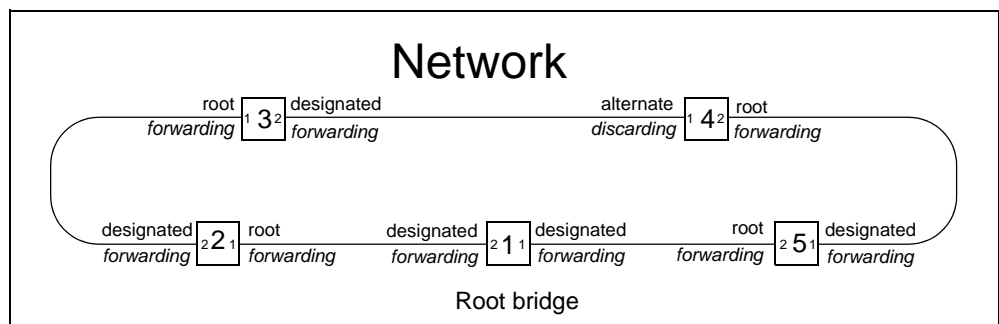 Network
root designated alternate root
1 3 2 1 4 2
forwarding forwarding discarding forwarding
designated root designated designated root designated
2 2 1 2 1 1 2 5 1
forwarding forwarding forwarding forwarding forwarding forwarding
Root bridge